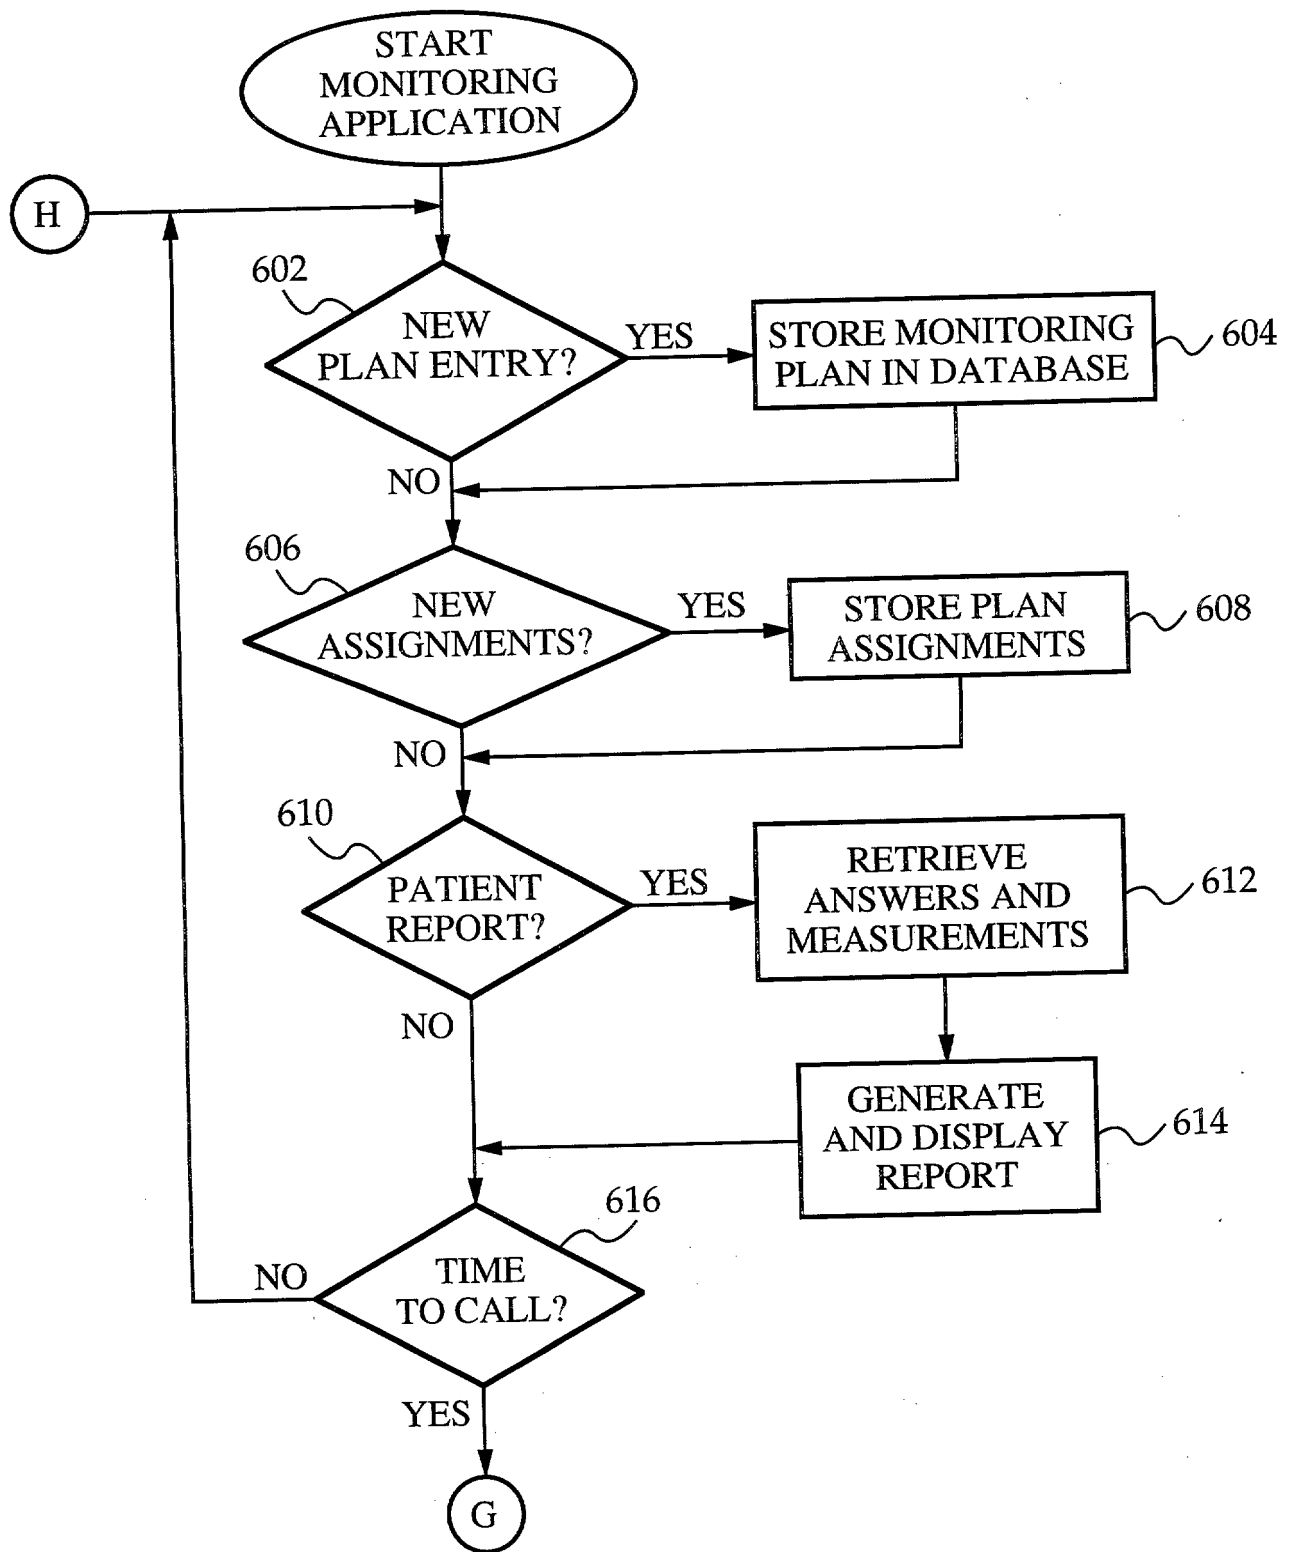 START
MONITORING
APPLICATION
H
602
NEW
PLAN ENTRY?
YES
STORE MONITORING
PLAN IN DATABASE
604
NO
606
NEW
ASSIGNMENTS?
YES
STORE PLAN
ASSIGNMENTS
608
NO
610
PATIENT
REPORT?
YES
RETRIEVE
ANSWERS AND
MEASUREMENTS
612
NO
GENERATE
AND DISPLAY
REPORT
614
616
TIME
TO CALL?
NO
YES
G